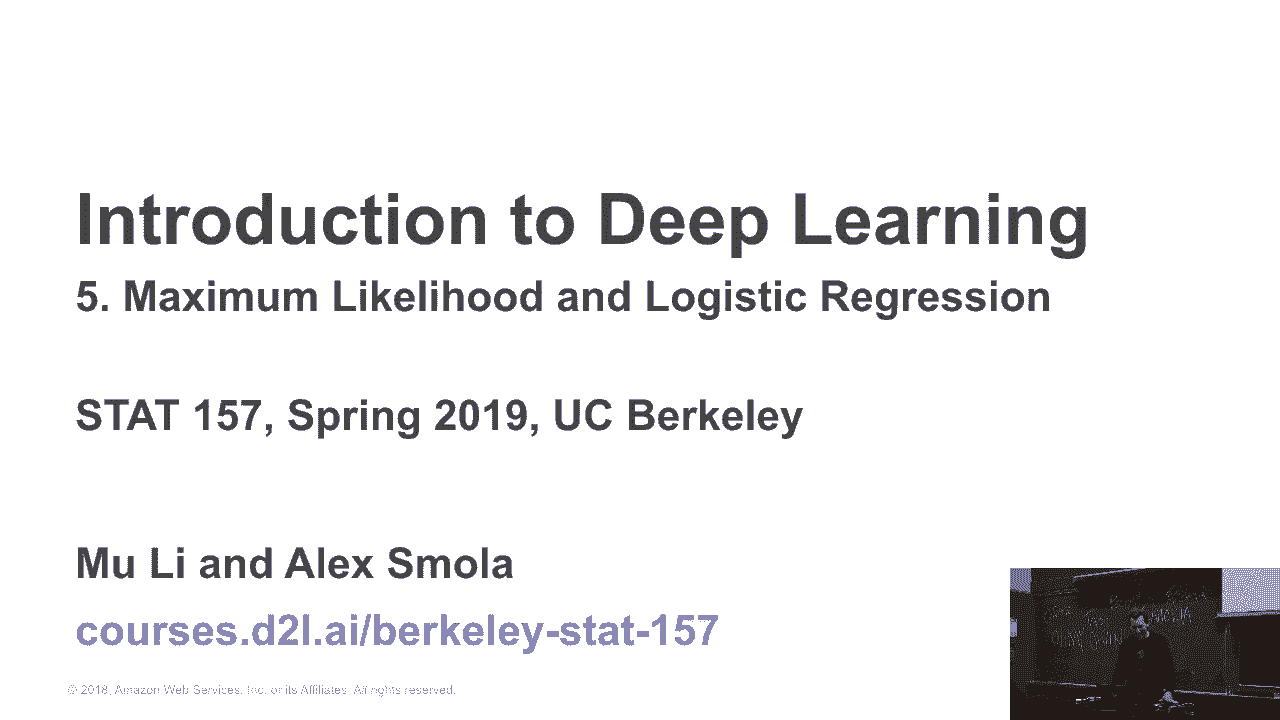 Introduction to Deep Learning
5. Maximum Likelihood and Logistic Regression
STAT 157, Spring 2019, UC Berkeley
Mu Li and Alex Smola
courses.d2l.ai/berkeley-stat-157
© 2018, Amazon Web Services, Inc. or its Affiliates. All rights reserved.